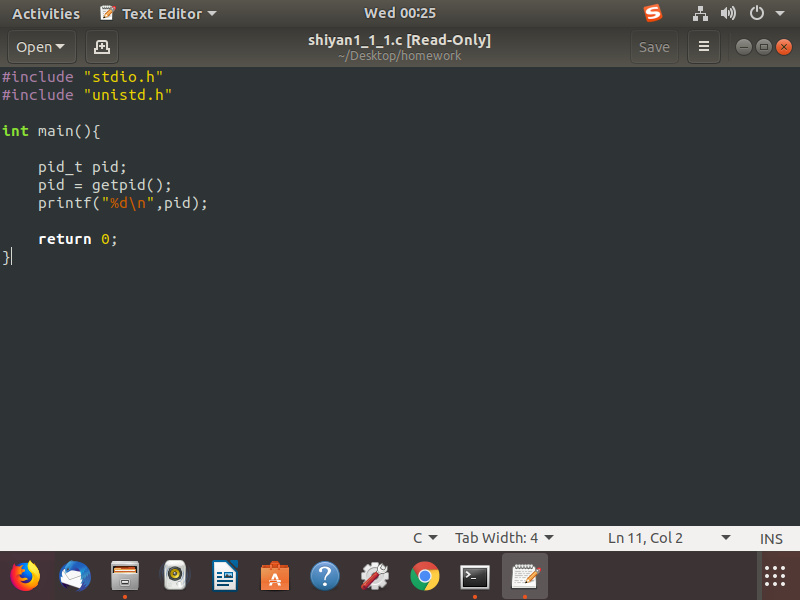 Activities Text Editor Wed 00:25
Open shiyan1_1_1.c [Read-Only] Save
~/Desktop/homework
#include "stdio.h"
#include "unistd.h"
int main(){
pid_t pid;
pid = getpid();
printf("%d\n",pid);
return 0;
}
C Tab Width: 4 Ln 11, Col 2 INS